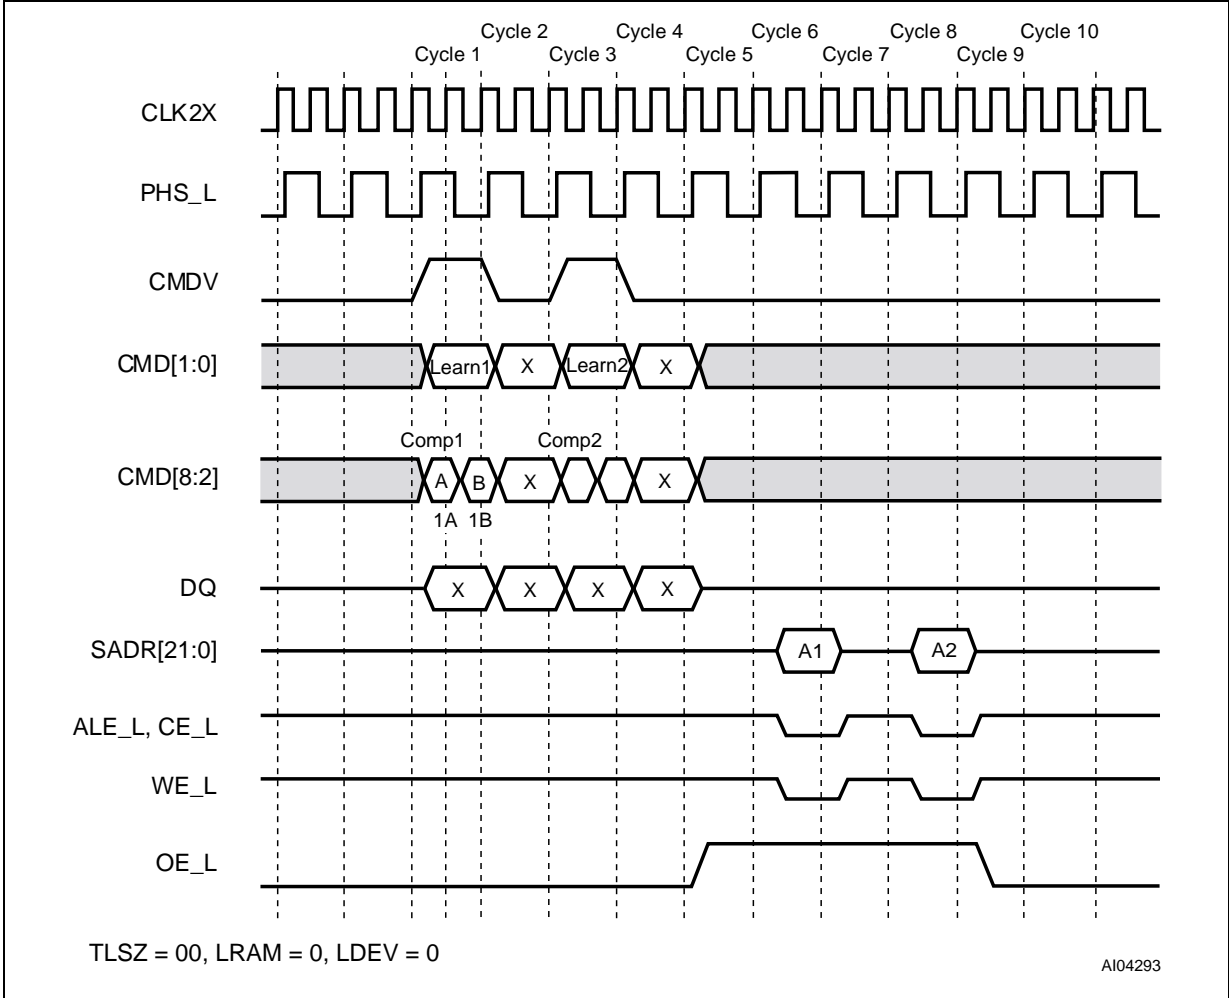 Cycle 2 Cycle 4 Cycle 6 Cycle 8 Cycle 10
Cycle 1 Cycle 3 Cycle 5 Cycle 7 Cycle 9
CLK2X
PHS_L
CMDV
CMD[1:0] Learn1 X Learn2 X
Comp1 Comp2
CMD[8:2] A B X X
1A 1B
DQ X X X X
SADR[21:0] A1 A2
ALE_L, CE_L
WE_L
OE_L
TLSZ = 00, LRAM = 0, LDEV = 0
AI04293